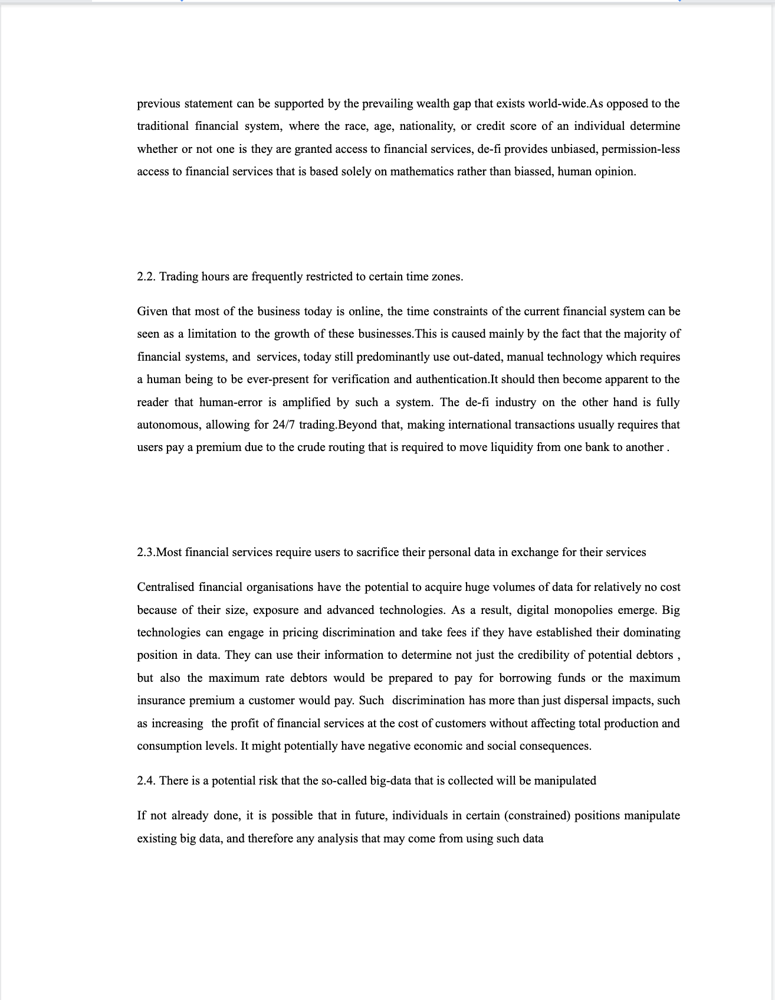 previous statement can be supported by the prevailing wealth gap that exists world-wide.As opposed to the
traditional financial system, where the race, age, nationality, or credit score of an individual determine
whether or not one is they are granted access to financial services, de-fi provides unbiased, permission-less
access to financial services that is based solely on mathematics rather than biassed, human opinion.
2.2. Trading hours are frequently restricted to certain time zones.
Given that most of the business today is online, the time constraints of the current financial system can be
seen as a limitation to the growth of these businesses.This is caused mainly by the fact that the majority of
financial systems, and  services, today still predominantly use out-dated, manual technology which requires
a human being to be ever-present for verification and authentication.It should then become apparent to the
reader that human-error is amplified by such a system. The de-fi industry on the other hand is fully
autonomous, allowing for 24/7 trading.Beyond that, making international transactions usually requires that
users pay a premium due to the crude routing that is required to move liquidity from one bank to another .
2.3.Most financial services require users to sacrifice their personal data in exchange for their services
Centralised financial organisations have the potential to acquire huge volumes of data for relatively no cost
because of their size, exposure and advanced technologies. As a result, digital monopolies emerge. Big
technologies can engage in pricing discrimination and take fees if they have established their dominating
position in data. They can use their information to determine not just the credibility of potential debtors ,
but also the maximum rate debtors would be prepared to pay for borrowing funds or the maximum
insurance premium a customer would pay. Such  discrimination has more than just dispersal impacts, such
as increasing  the profit of financial services at the cost of customers without affecting total production and
consumption levels. It might potentially have negative economic and social consequences.
2.4. There is a potential risk that the so-called big-data that is collected will be manipulated
If not already done, it is possible that in future, individuals in certain (constrained) positions manipulate
existing big data, and therefore any analysis that may come from using such data